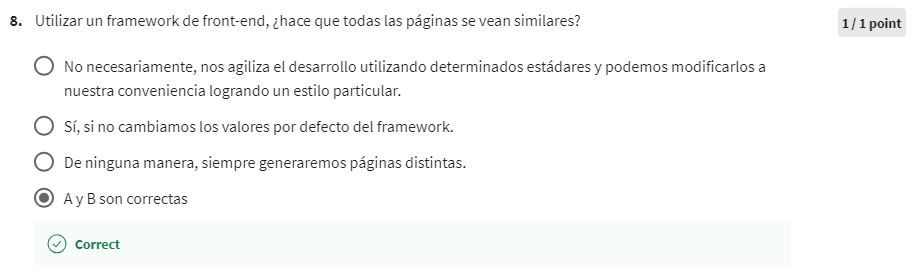 8. Utilizar un framework de front-end, ¿hace que todas las páginas se vean similares?
1 / 1 point
No necesariamente, nos agiliza el desarrollo utilizando determinados estádares y podemos modificarlos a
nuestra conveniencia logrando un estilo particular.
Sí, si no cambiamos los valores por defecto del framework.
De ninguna manera, siempre generaremos páginas distintas.
A y B son correctas
Correct